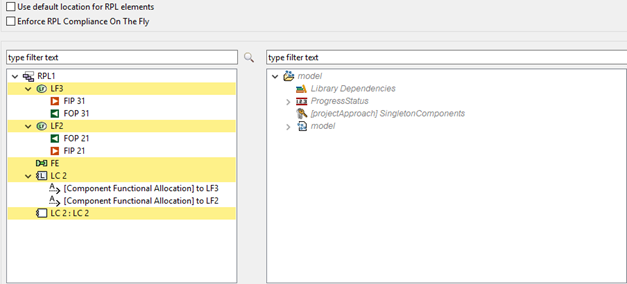 Use default location for RPL elements
Enforce RPL Compliance On The Fly
type filter text
RPL1
LF3
FIP 31
FOP 31
LF2
FOP 21
FIP 21
FE
LC 2
[Component Functional Allocation] to LF3
[Component Functional Allocation] to LF2
LC 2 : LC 2
type filter text
model
Library Dependencies
ProgressStatus
[projectApproach] SingletonComponents
model